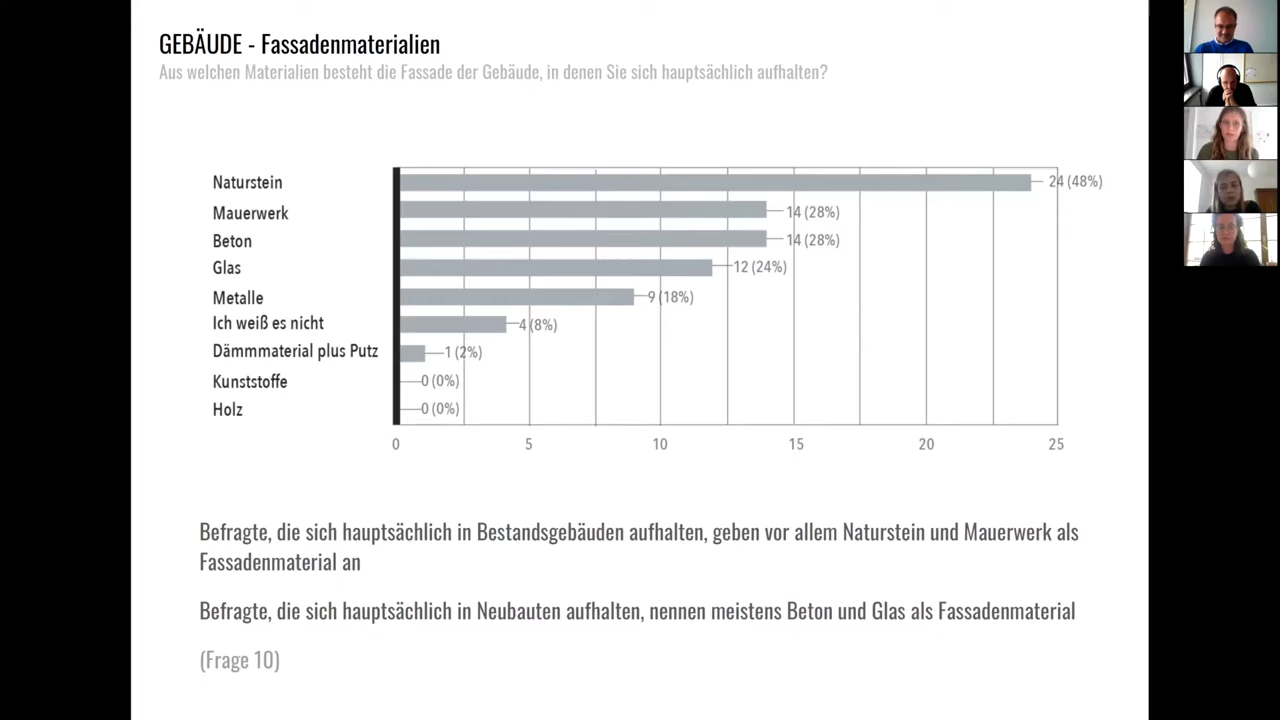 GEBÄUDE - Fassadenmaterialien
Aus welchen Materialien besteht die Fassade der Gebäude, in denen Sie sich hauptsächlich aufhalten?
Naturstein 24 (48%)
Mauerwerk 14 (28%)
Beton 14 (28%)
Glas 12 (24%)
Metalle 9 (18%)
Ich weiß es nicht 4 (8%)
Dämmmaterial plus Putz 1 (2%)
Kunststoffe 0 (0%)
Holz 0 (0%)
0 5 10 15 20 25
Befragte, die sich hauptsächlich in Bestandsgebäuden aufhalten, geben vor allem Naturstein und Mauerwerk als
Fassadenmaterial an
Befragte, die sich hauptsächlich in Neubauten aufhalten, nennen meistens Beton und Glas als Fassadenmaterial
(Frage 10)